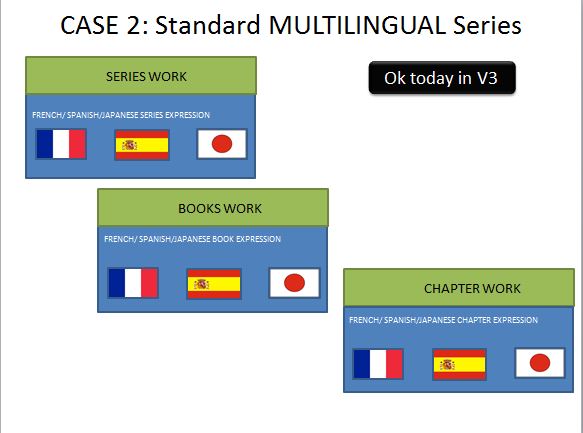 CASE 2: Standard MULTILINGUAL Series
SERIES WORK
Ok today in V3
FRENCH/ SPANISH/JAPANESE SERIES EXPRESSION
BOOKS WORK
FRENCH/ SPANISH/JAPANESE BOOK EXPRESSION
CHAPTER WORK
FRENCH/ SPANISH/JAPANESE CHAPTER EXPRESSION